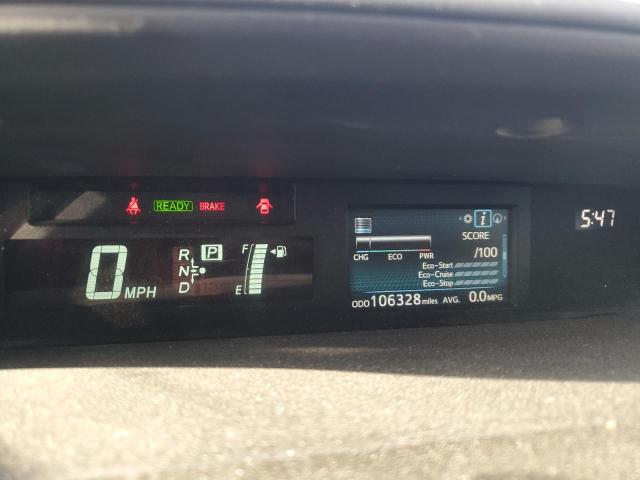 READY BRAKE
5:47
0 MPH
R
N
D
P
F
E
i
SCORE
/100
CHG ECO PWR
Eco-Start
Eco-Cruise
Eco-Stop
ODO 106328 miles AVG. 0.0 MPG